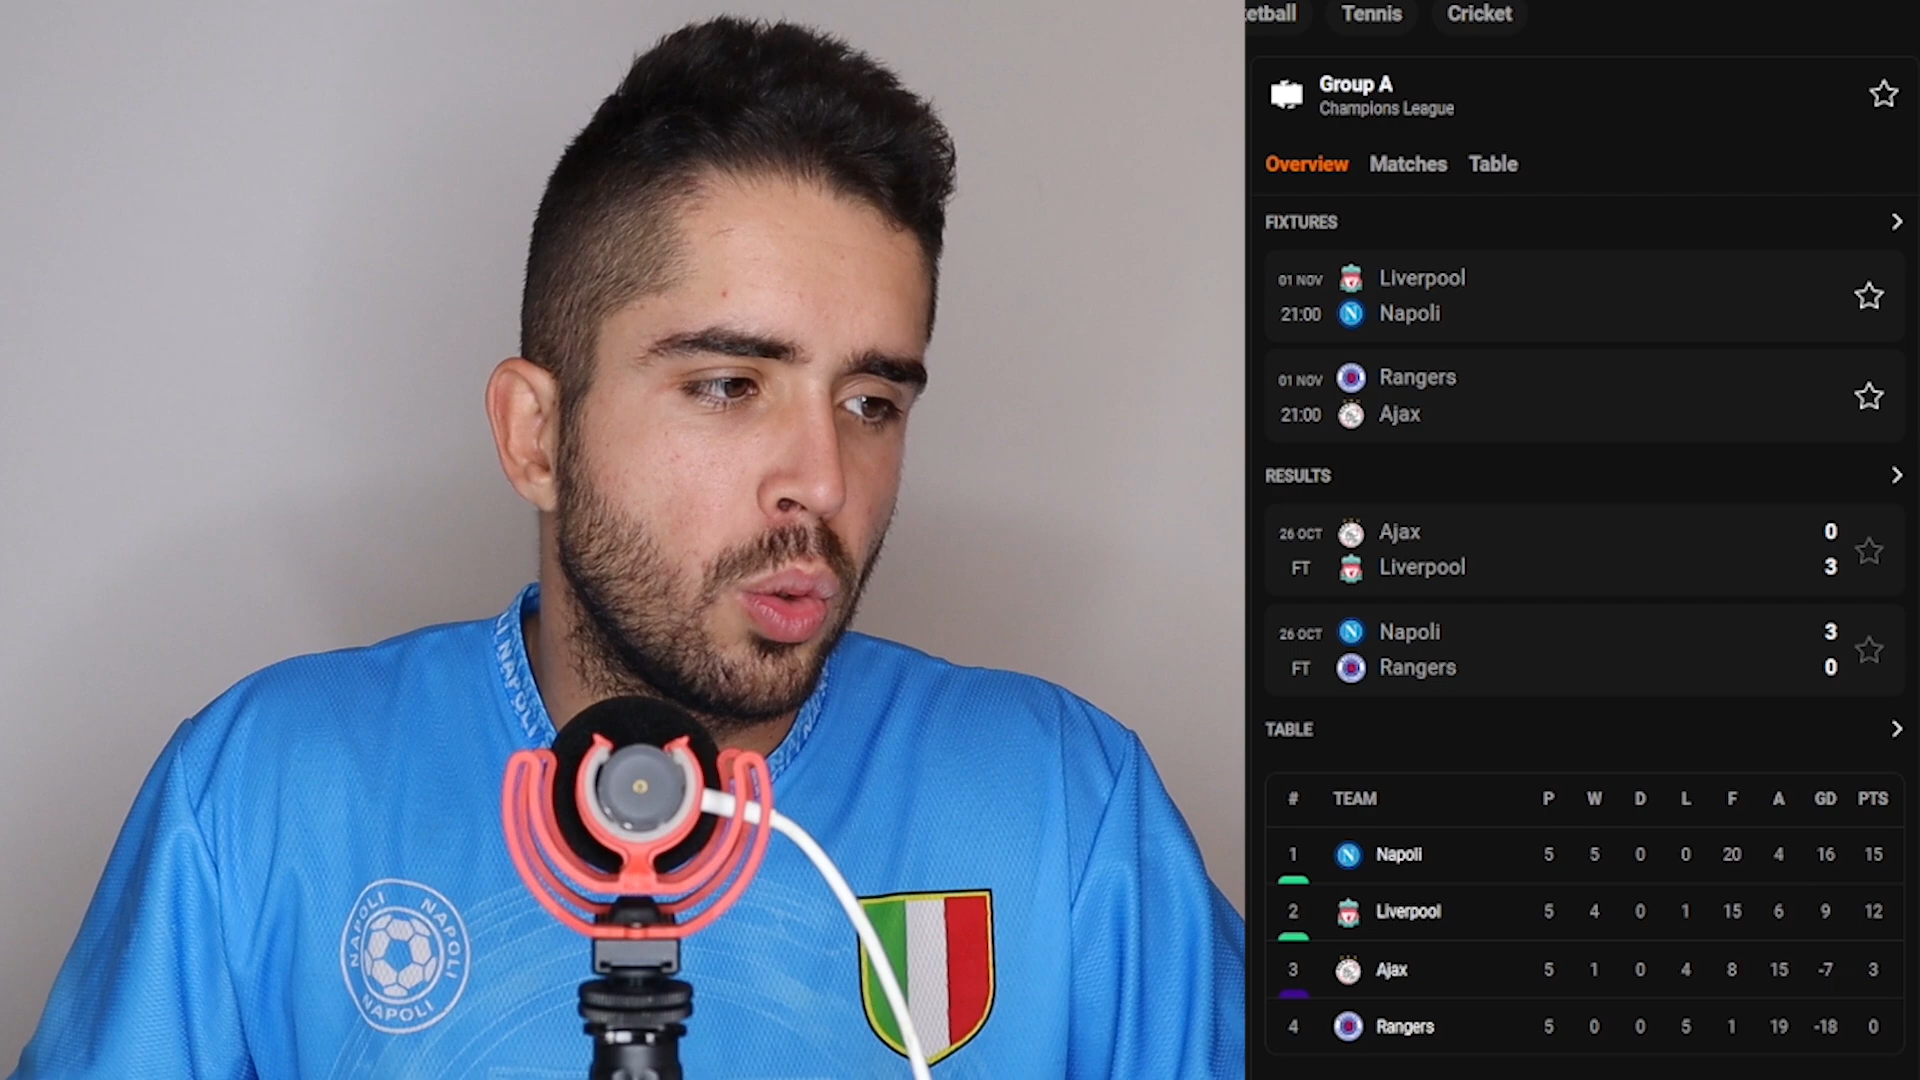 etball Tennis Cricket
Group A
Champions League
Overview Matches Table
FIXTURES
01 NOV Liverpool
21:00 Napoli
01 NOV Rangers
21:00 Ajax
RESULTS
26 OCT Ajax 0
FT Liverpool 3
26 OCT Napoli 3
FT Rangers 0
TABLE
# TEAM P W D L F A GD PTS
1 Napoli 5 5 0 0 20 4 16 15
2 Liverpool 5 4 0 1 15 6 9 12
3 Ajax 5 1 0 4 8 15 -7 3
4 Rangers 5 0 0 5 1 19 -18 0
NAPOLI
NAPOLI NAPOLI
NAPOLI